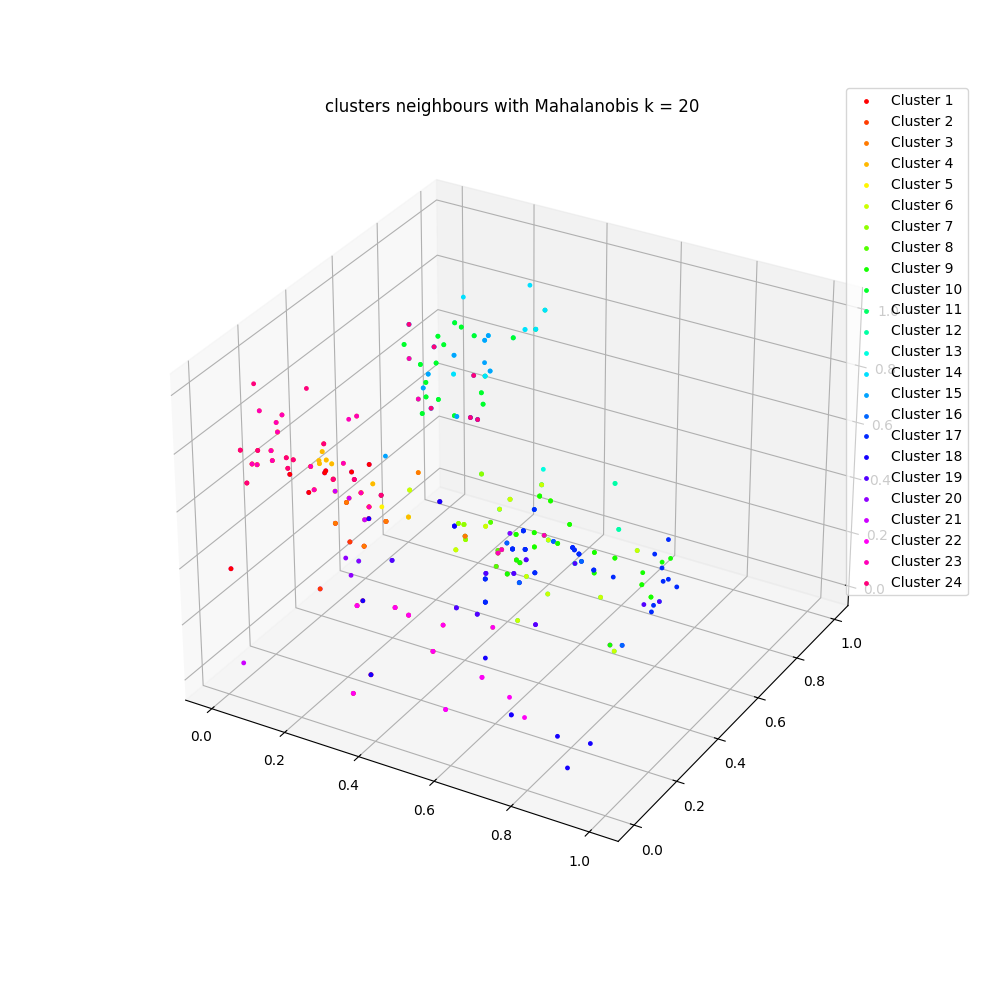 clusters neighbours with Mahalanobis k = 20
Cluster 1
Cluster 2
Cluster 3
Cluster 4
Cluster 5
Cluster 6
Cluster 7
Cluster 8
Cluster 9
Cluster 10
Cluster 11
Cluster 12
Cluster 13
Cluster 14
Cluster 15
Cluster 16
Cluster 17
Cluster 18
Cluster 19
Cluster 20
Cluster 21
Cluster 22
Cluster 23
Cluster 24
0.8
0.6
0.4
0.2
0.0
0.0
0.2
0.4
0.6
0.8
1.0
0.0
0.2
0.4
0.6
0.8
1.0